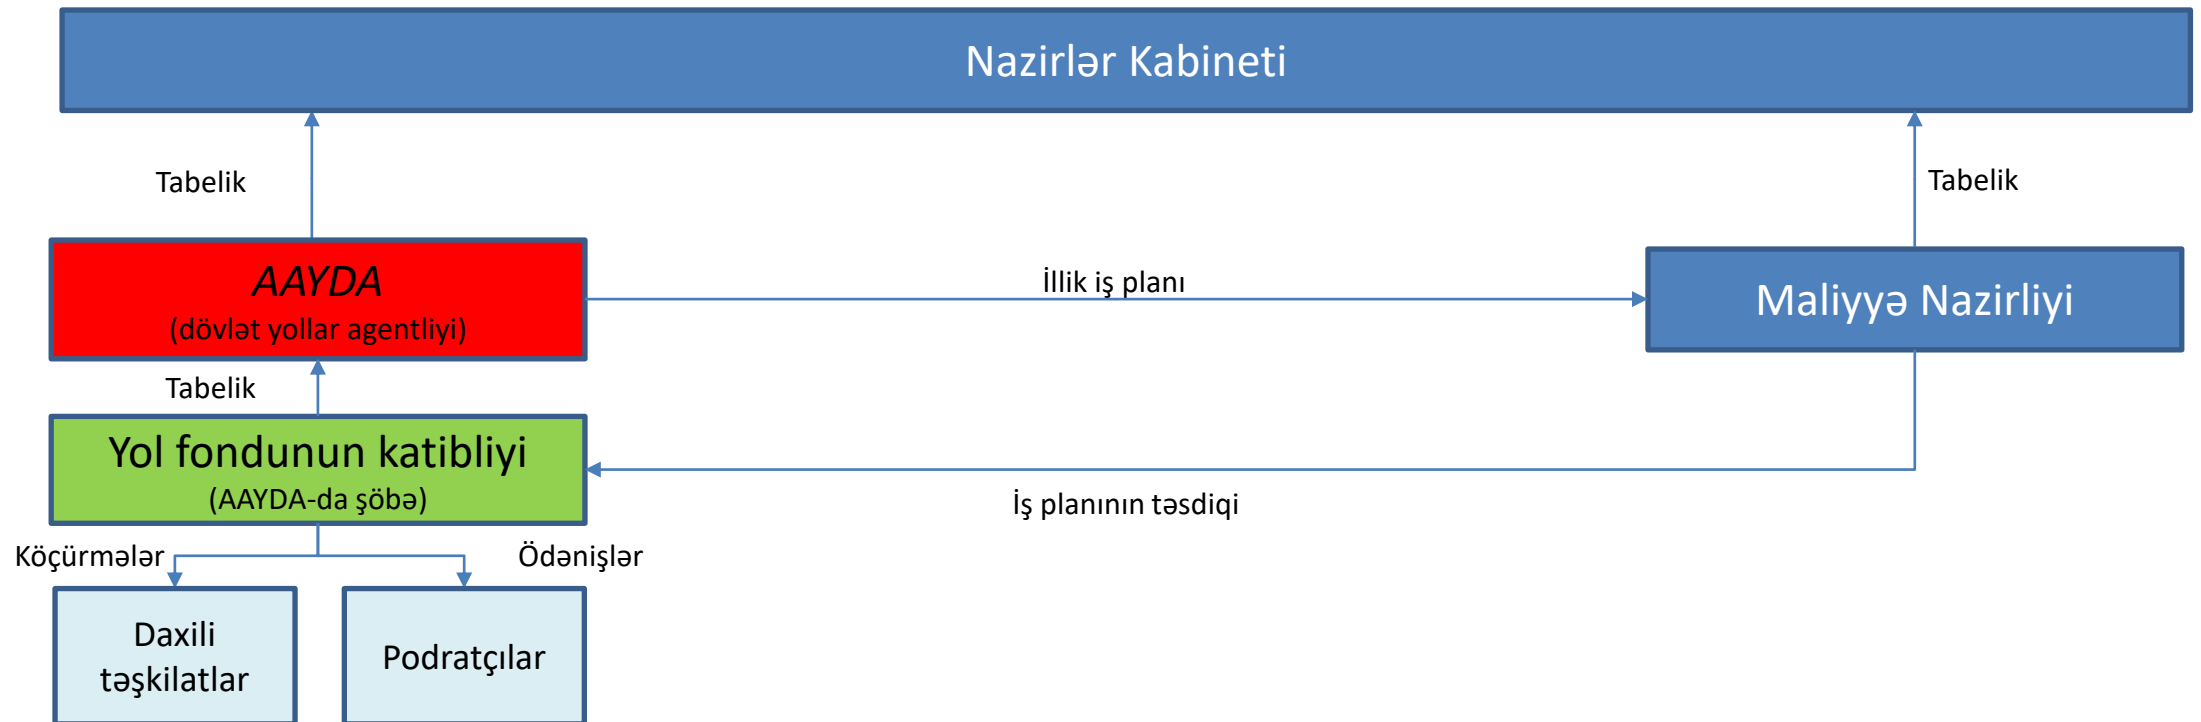 Nazirlər Kabineti
Tabelik
Tabelik
AAYDA
(dövlət yollar agentliyi)
İllik iş planı
Maliyyə Nazirliyi
Tabelik
Yol fondunun katibliyi
(AAYDA-da şöbə)
İş planının təsdiqi
Köçürmələr
Ödənişlər
Daxili
təşkilatlar
Podratçılar